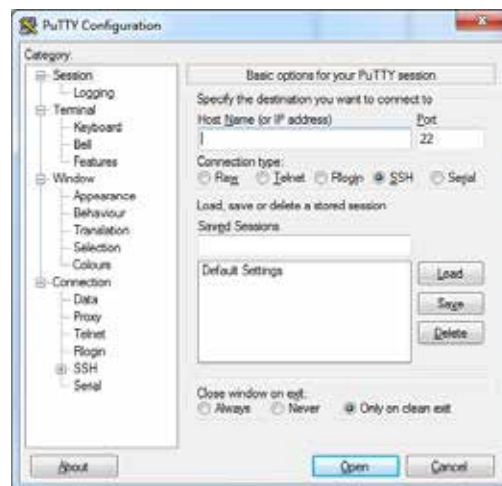 PuTTY Configuration
Category:
Session
Logging
Terminal
Keyboard
Bell
Features
Window
Appearance
Behaviour
Translation
Selection
Colours
Connection
Data
Proxy
Telnet
Rlogin
SSH
Serial
Basic options for your PuTTY session
Specify the destination you want to connect to
Host Name (or IP address) Port
22
Connection type:
Raw Telnet Rlogin SSH Serial
Load, save or delete a stored session
Saved Sessions
Default Settings
Load
Save
Delete
Close window on exit:
Always Never Only on clean exit
About Open Cancel